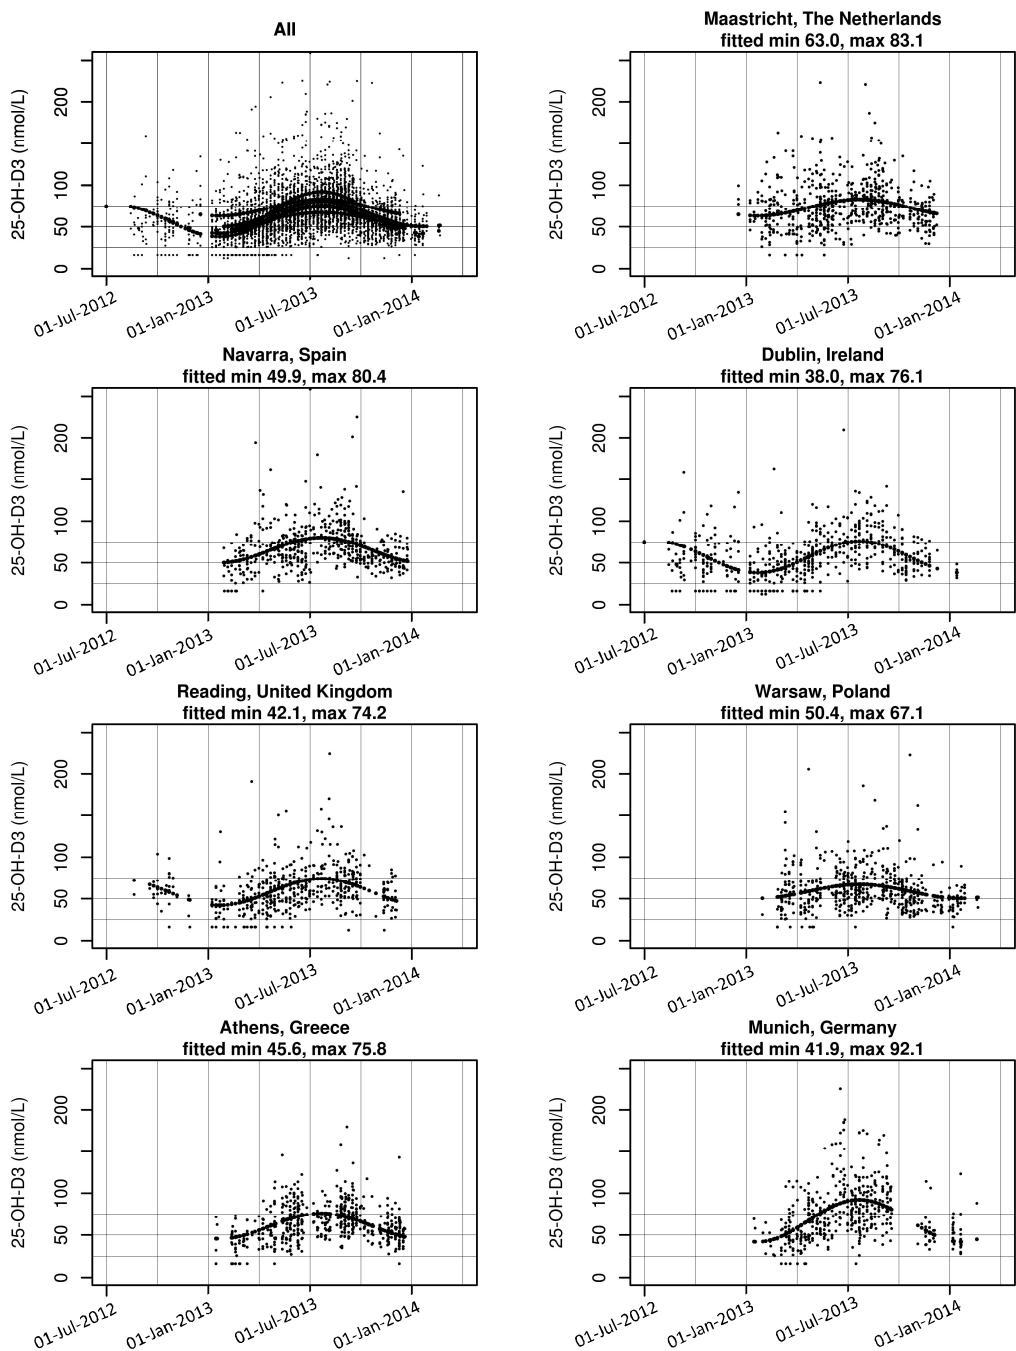 All
25-OH-D3 (nmol/L)
200
100
50
0
01-Jul-2012
01-Jan-2013
01-Jul-2013
01-Jan-2014
Maastricht, The Netherlands
fitted min 63.0, max 83.1
25-OH-D3 (nmol/L)
200
100
50
0
01-Jul-2012
01-Jan-2013
01-Jul-2013
01-Jan-2014
Navarra, Spain
fitted min 49.9, max 80.4
25-OH-D3 (nmol/L)
200
100
50
0
01-Jul-2012
01-Jan-2013
01-Jul-2013
01-Jan-2014
Dublin, Ireland
fitted min 38.0, max 76.1
25-OH-D3 (nmol/L)
200
100
50
0
01-Jul-2012
01-Jan-2013
01-Jul-2013
01-Jan-2014
Reading, United Kingdom
fitted min 42.1, max 74.2
25-OH-D3 (nmol/L)
200
100
50
0
01-Jul-2012
01-Jan-2013
01-Jul-2013
01-Jan-2014
Warsaw, Poland
fitted min 50.4, max 67.1
25-OH-D3 (nmol/L)
200
100
50
0
01-Jul-2012
01-Jan-2013
01-Jul-2013
01-Jan-2014
Athens, Greece
fitted min 45.6, max 75.8
25-OH-D3 (nmol/L)
200
100
50
0
01-Jul-2012
01-Jan-2013
01-Jul-2013
01-Jan-2014
Munich, Germany
fitted min 41.9, max 92.1
25-OH-D3 (nmol/L)
200
100
50
0
01-Jul-2012
01-Jan-2013
01-Jul-2013
01-Jan-2014